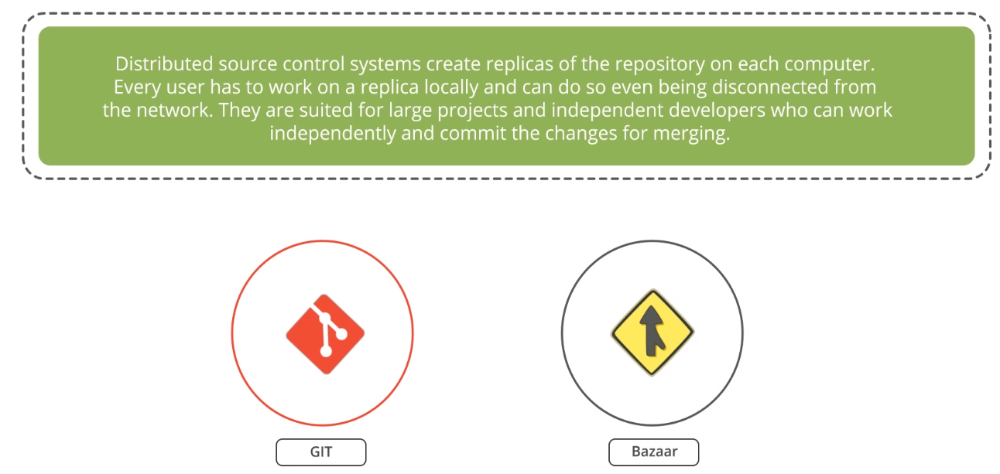 Distributed source control systems create replicas of the repository on each computer.
Every user has to work on a replica locally and can do so even being disconnected from
the network. They are suited for large projects and independent developers who can work
independently and commit the changes for merging.
GIT
Bazaar